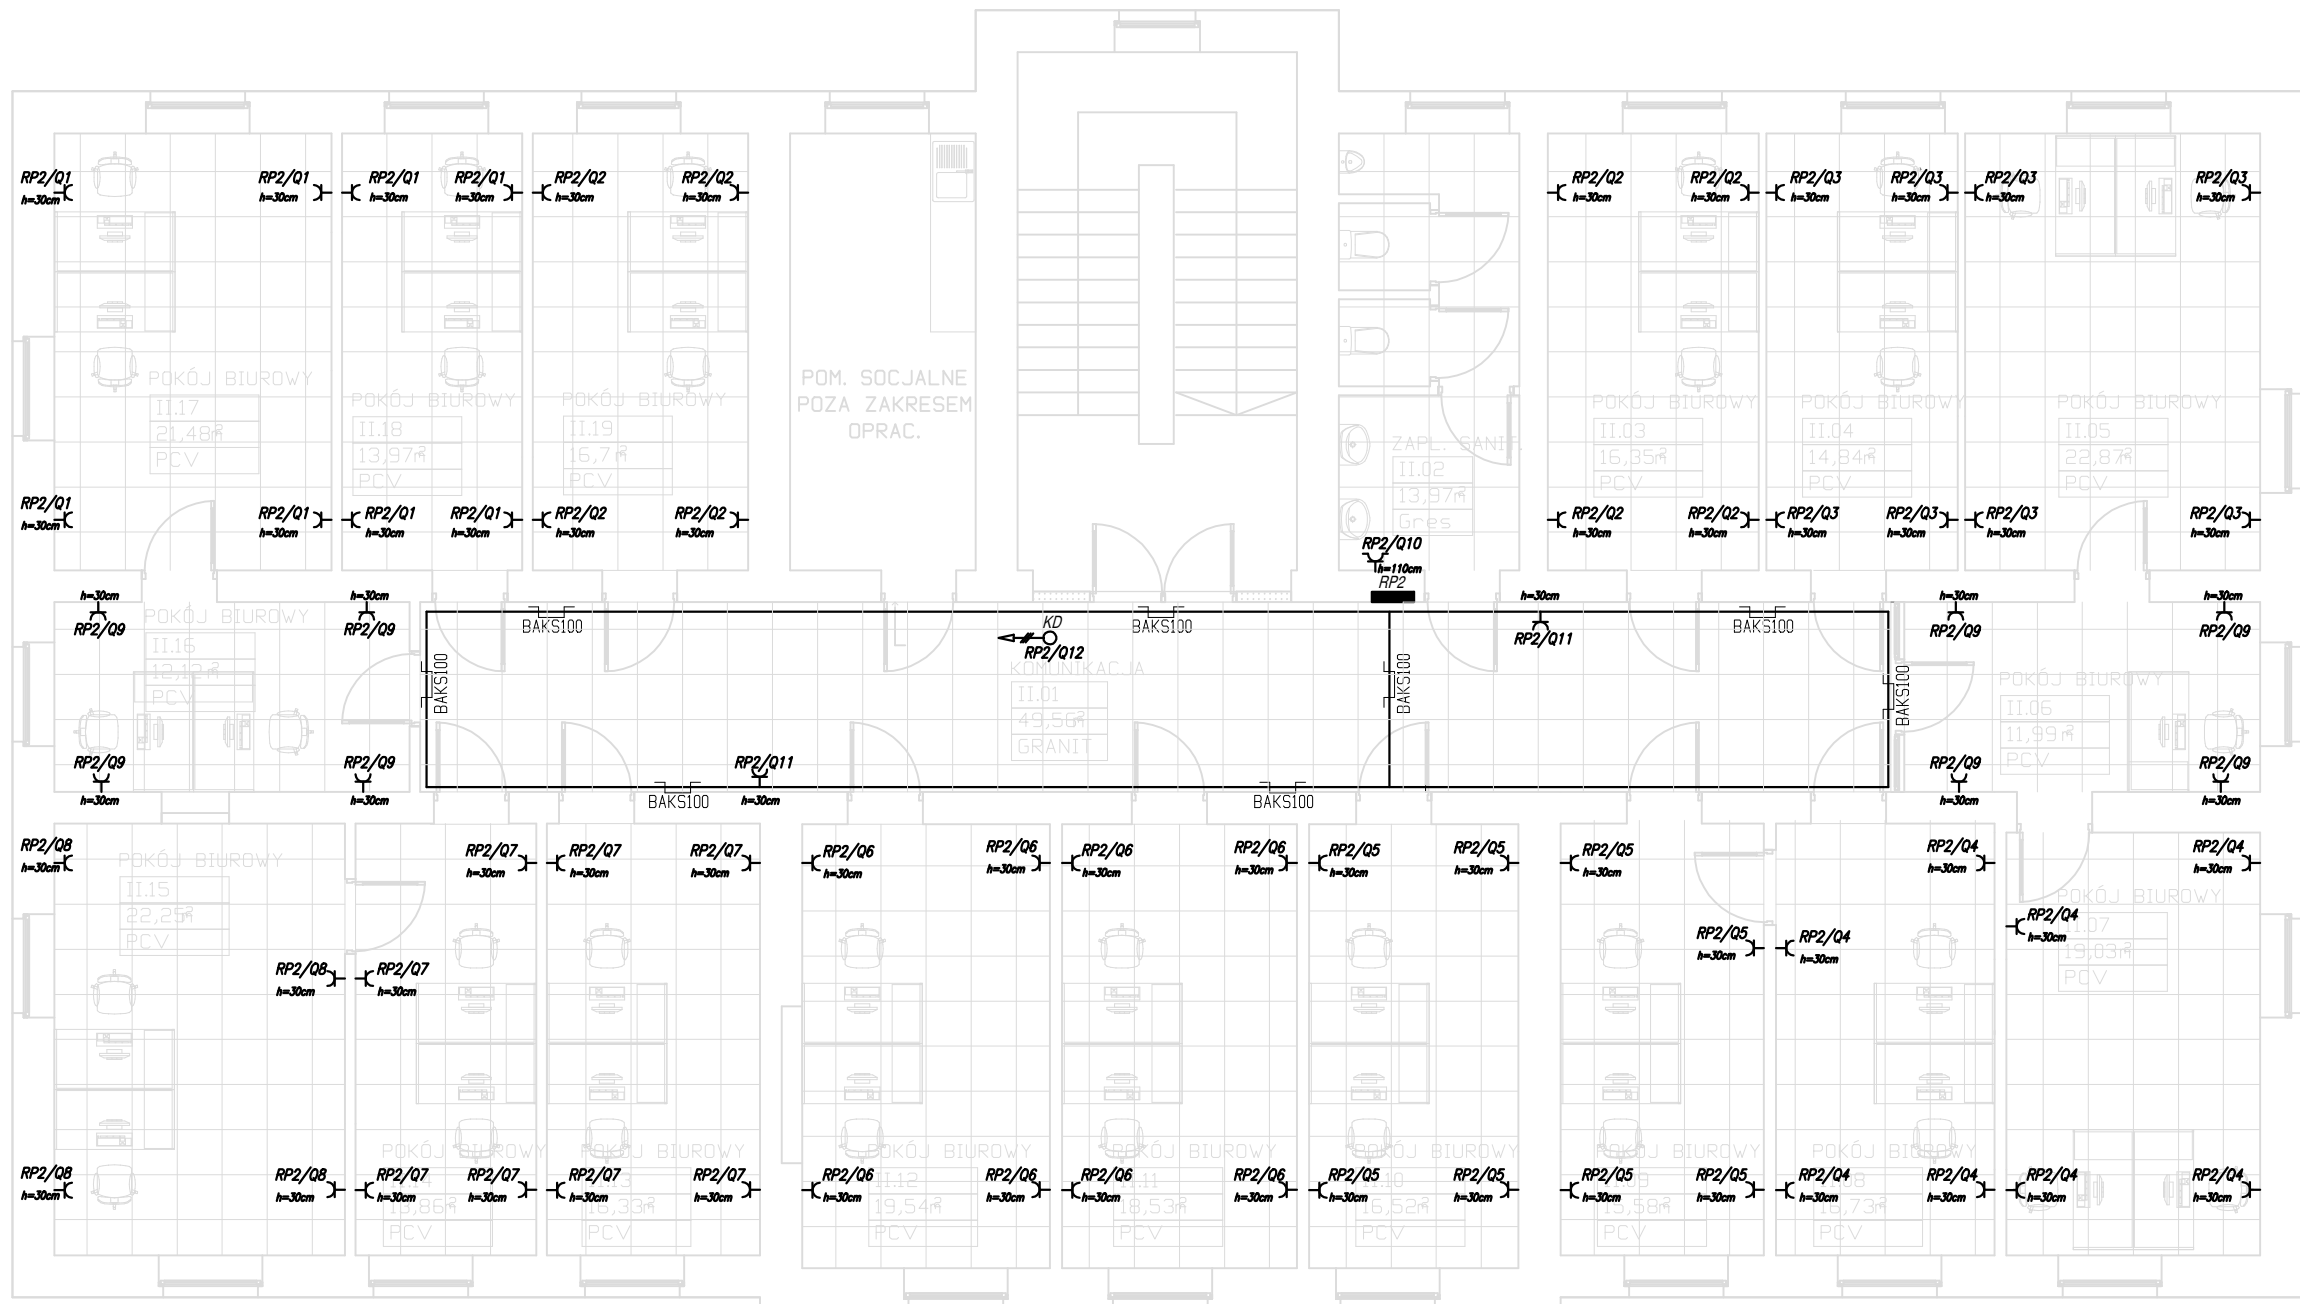 RP2/Q1
h=30cm
RP2/Q1
h=30cm
RP2/Q1
h=30cm
RP2/Q1
h=30cm
RP2/Q2
h=30cm
RP2/Q2
h=30cm
RP2/Q2
h=30cm
RP2/Q2
h=30cm
RP2/Q3
h=30cm
RP2/Q3
h=30cm
RP2/Q3
h=30cm
RP2/Q3
h=30cm
POKÓJ BIUROWY
II.17
21,48m²
PCV
POKÓJ BIUROWY
II.18
13,97m²
PCV
POKÓJ BIUROWY
II.19
16,7m²
PCV
POM. SOCJALNE
POZA ZAKRESEM
OPRAC.
ZAPL. SANIT.
II.02
13,97m²
Gres
POKÓJ BIUROWY
II.03
16,35m²
PCV
POKÓJ BIUROWY
II.04
14,84m²
PCV
POKÓJ BIUROWY
II.05
22,87m²
PCV
RP2/Q1
h=30cm
RP2/Q1
h=30cm
RP2/Q1
h=30cm
RP2/Q1
h=30cm
RP2/Q2
h=30cm
RP2/Q2
h=30cm
RP2/Q2
h=30cm
RP2/Q2
h=30cm
RP2/Q3
h=30cm
RP2/Q3
h=30cm
RP2/Q3
h=30cm
RP2/Q3
h=30cm
RP2/Q10
h=110cm
RP2
h=30cm
RP2/Q9
h=30cm
RP2/Q9
POKÓJ BIUROWY
II.16
12,12m²
PCV
BAKS100
BAKS100
KD
RP2/Q12
BAKS100
h=30cm
RP2/Q11
BAKS100
h=30cm
RP2/Q9
h=30cm
RP2/Q9
BAKS100
BAKS100
KOMUNIKACJA
II.01
49,56m²
GRANIT
POKÓJ BIUROWY
II.06
11,99m²
PCV
RP2/Q9
h=30cm
RP2/Q9
h=30cm
RP2/Q11
h=30cm
BAKS100
BAKS100
RP2/Q9
h=30cm
RP2/Q9
h=30cm
RP2/Q8
h=30cm
RP2/Q7
h=30cm
RP2/Q7
h=30cm
RP2/Q7
h=30cm
RP2/Q6
h=30cm
RP2/Q6
h=30cm
RP2/Q6
h=30cm
RP2/Q6
h=30cm
RP2/Q5
h=30cm
RP2/Q5
h=30cm
RP2/Q5
h=30cm
RP2/Q4
h=30cm
RP2/Q4
h=30cm
POKÓJ BIUROWY
II.15
22,25m²
PCV
RP2/Q8
h=30cm
RP2/Q7
h=30cm
RP2/Q5
h=30cm
RP2/Q4
h=30cm
RP2/Q4
h=30cm
POKÓJ BIUROWY
19,03m²
PCV
POKÓJ BIUROWY
13,86m²
PCV
POKÓJ BIUROWY
16,33m²
PCV
POKÓJ BIUROWY
II.12
19,54m²
PCV
POKÓJ BIUROWY
18,53m²
PCV
POKÓJ BIUROWY
16,52m²
PCV
POKÓJ BIUROWY
15,58m²
PCV
POKÓJ BIUROWY
16,73m²
PCV
RP2/Q8
h=30cm
RP2/Q8
h=30cm
RP2/Q7
h=30cm
RP2/Q7
h=30cm
RP2/Q7
h=30cm
RP2/Q7
h=30cm
RP2/Q6
h=30cm
RP2/Q6
h=30cm
RP2/Q6
h=30cm
RP2/Q6
h=30cm
RP2/Q5
h=30cm
RP2/Q5
h=30cm
RP2/Q5
h=30cm
RP2/Q5
h=30cm
RP2/Q4
h=30cm
RP2/Q4
h=30cm
RP2/Q4
h=30cm
RP2/Q4
h=30cm